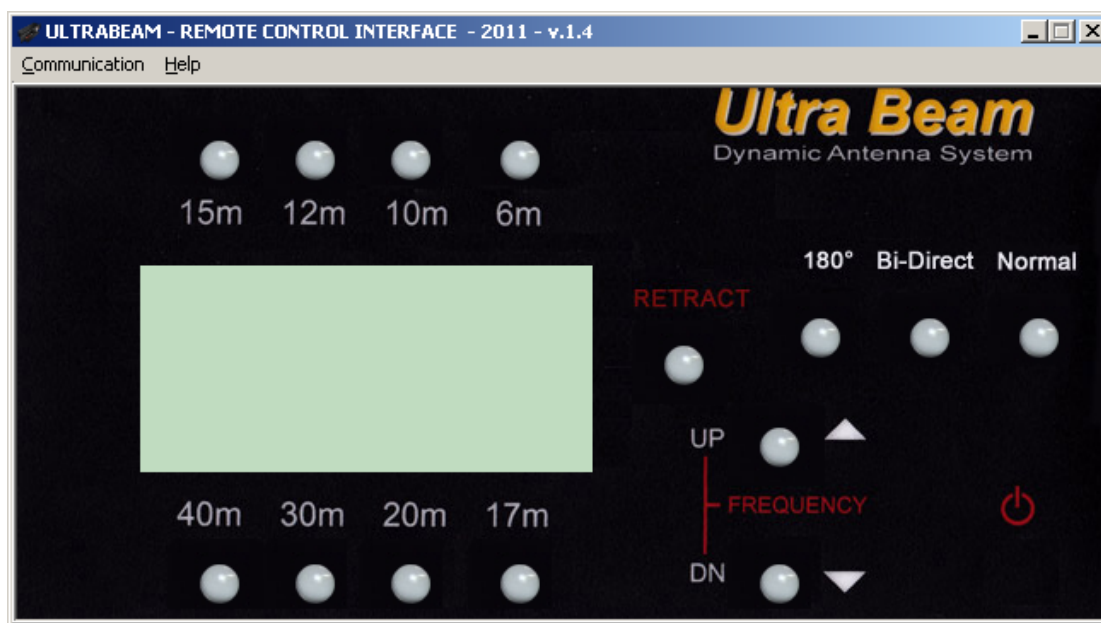 ULTRABEAM - REMOTE CONTROL INTERFACE - 2011 - v.1.4
Communication Help
Ultra Beam
Dynamic Antenna System
15m 12m 10m 6m
180° Bi-Direct Normal
RETRACT
UP
FREQUENCY
DN
40m 30m 20m 17m